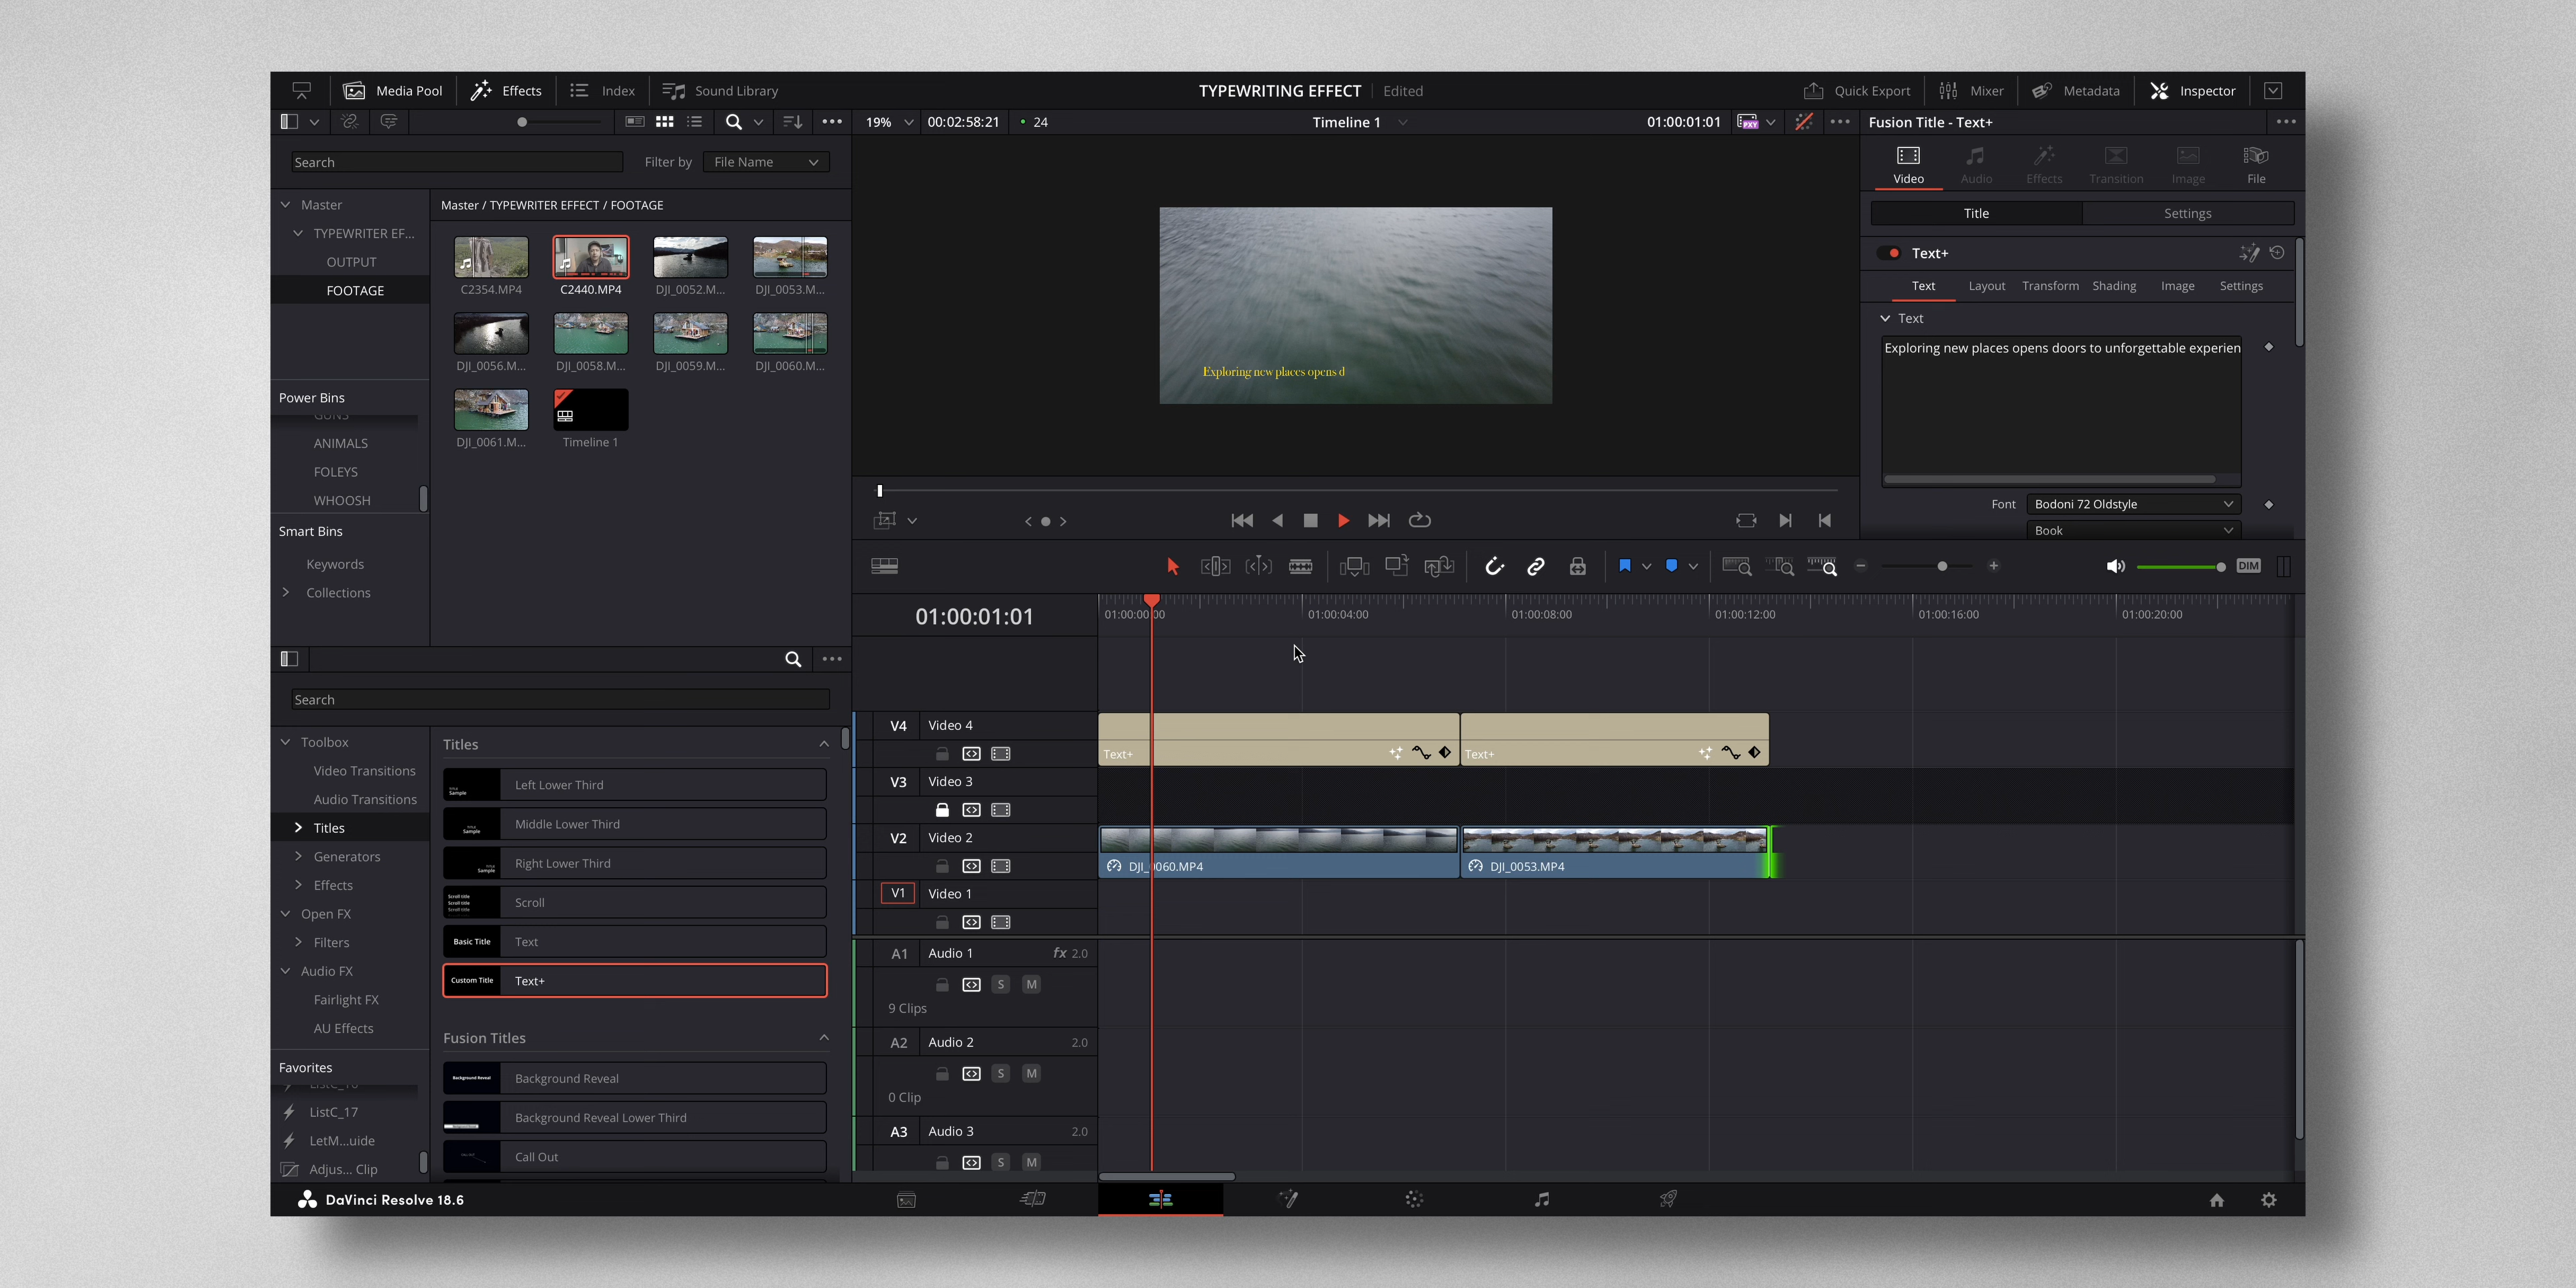 Media Pool
Effects
Index
Sound Library
TYPEWRITING EFFECT
Edited
Quick Export
Mixer
Metadata
Inspector
19%
00:02:58:21
24
Timeline 1
01:00:01:01
PXY
Fusion Title - Text+
Search
Filter by
File Name
Video
Audio
Effects
Transition
Image
File
Master
TYPEWRITER EF...
OUTPUT
FOOTAGE
Master / TYPEWRITER EFFECT / FOOTAGE
Title
Settings
C2354.MP4
C2440.MP4
DJI_0052.M...
DJI_0053.M...
Text+
Text
Layout
Transform
Shading
Image
Settings
DJI_0056.M...
DJI_0058.M...
DJI_0059.M...
DJI_0060.M...
Text
Exploring new places opens doors to unforgettable experien
Exploring new places opens d
Power Bins
GUNS
ANIMALS
FOLEYS
WHOOSH
DJI_0061.M...
Timeline 1
Font
Bodoni 72 Oldstyle
Book
Smart Bins
Keywords
Collections
DIM
01:00:01:01
01:00:00:00
01:00:04:00
01:00:08:00
01:00:12:00
01:00:16:00
01:00:20:00
Search
Toolbox
Video Transitions
Audio Transitions
Titles
Generators
Effects
Open FX
Filters
Audio FX
Fairlight FX
AU Effects
Favorites
ListC_17
LetM...uide
Adjus... Clip
Titles
Left Lower Third
Middle Lower Third
Right Lower Third
Scroll
Basic Title
Text
Custom Title
Text+
Fusion Titles
Background Reveal
Background Reveal
Background Reveal Lower Third
Call Out
V4
Video 4
Text+
Text+
V3
Video 3
V2
Video 2
DJI_0060.MP4
DJI_0053.MP4
V1
Video 1
A1
Audio 1
fx 2.0
S
M
9 Clips
A2
Audio 2
2.0
S
M
0 Clip
A3
Audio 3
2.0
S
M
DaVinci Resolve 18.6